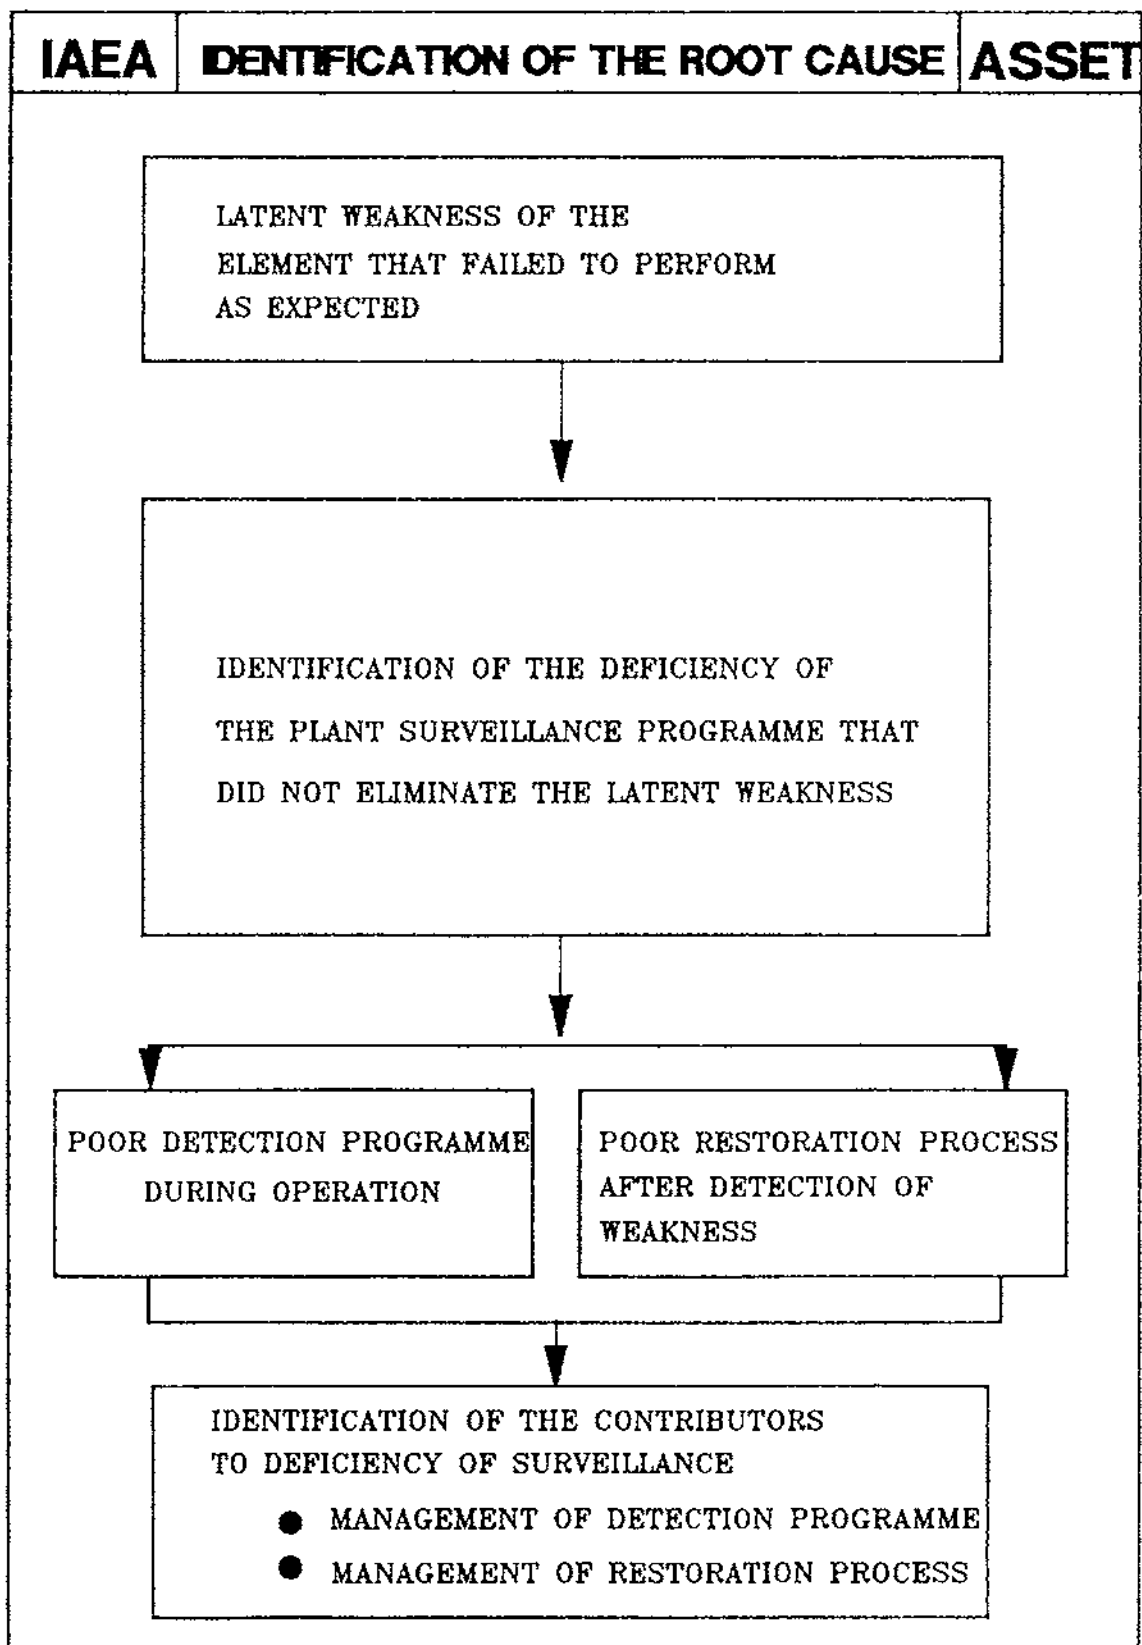 IAEA IDENTIFICATION OF THE ROOT CAUSE ASSET
LATENT WEAKNESS OF THE
ELEMENT THAT FAILED TO PERFORM
AS EXPECTED
IDENTIFICATION OF THE DEFICIENCY OF
THE PLANT SURVEILLANCE PROGRAMME THAT
DID NOT ELIMINATE THE LATENT WEAKNESS
POOR DETECTION PROGRAMME
DURING OPERATION
POOR RESTORATION PROCESS
AFTER DETECTION OF
WEAKNESS
IDENTIFICATION OF THE CONTRIBUTORS
TO DEFICIENCY OF SURVEILLANCE
● MANAGEMENT OF DETECTION PROGRAMME
● MANAGEMENT OF RESTORATION PROCESS